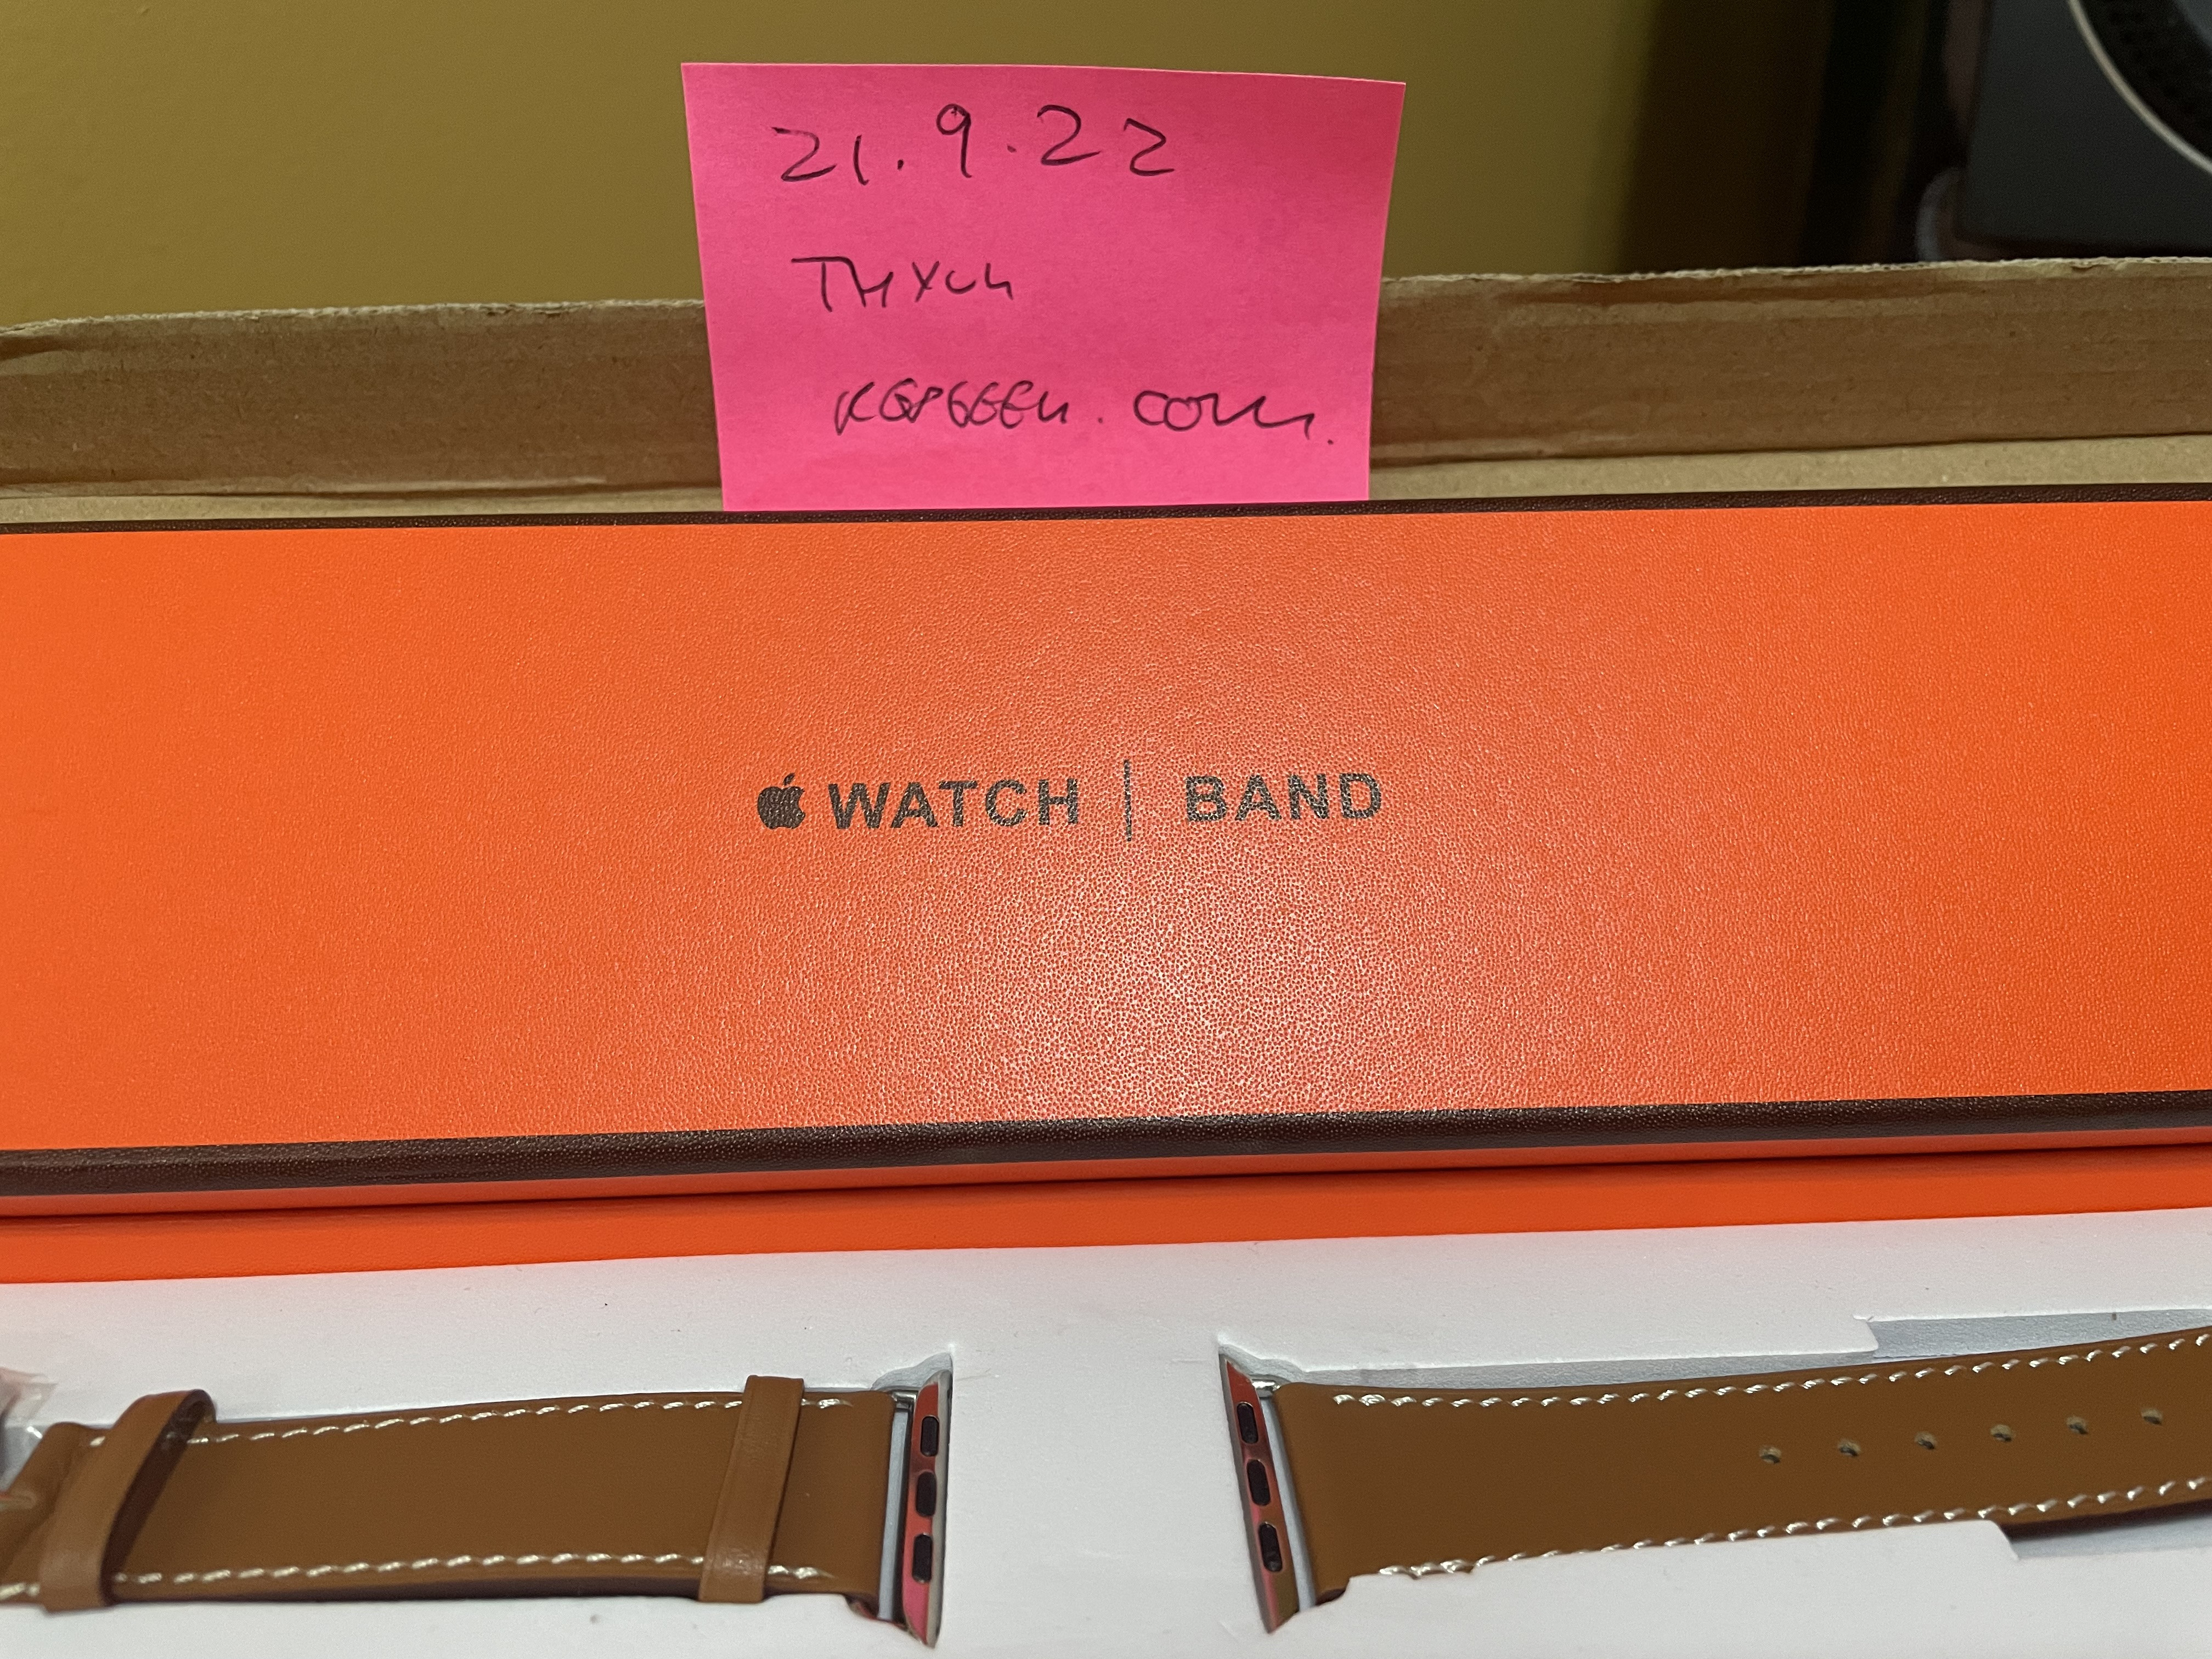 21.9.22
THXCH
WATCH | BAND